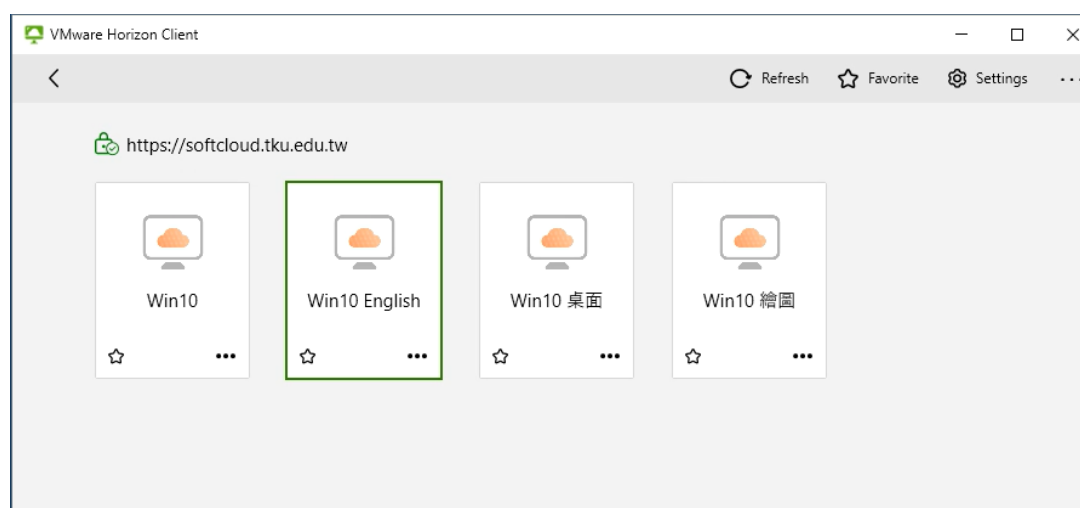 VMware Horizon Client
Refresh Favorite Settings
https://softcloud.tku.edu.tw
Win10 Win10 English Win10 桌面 Win10 繪圖